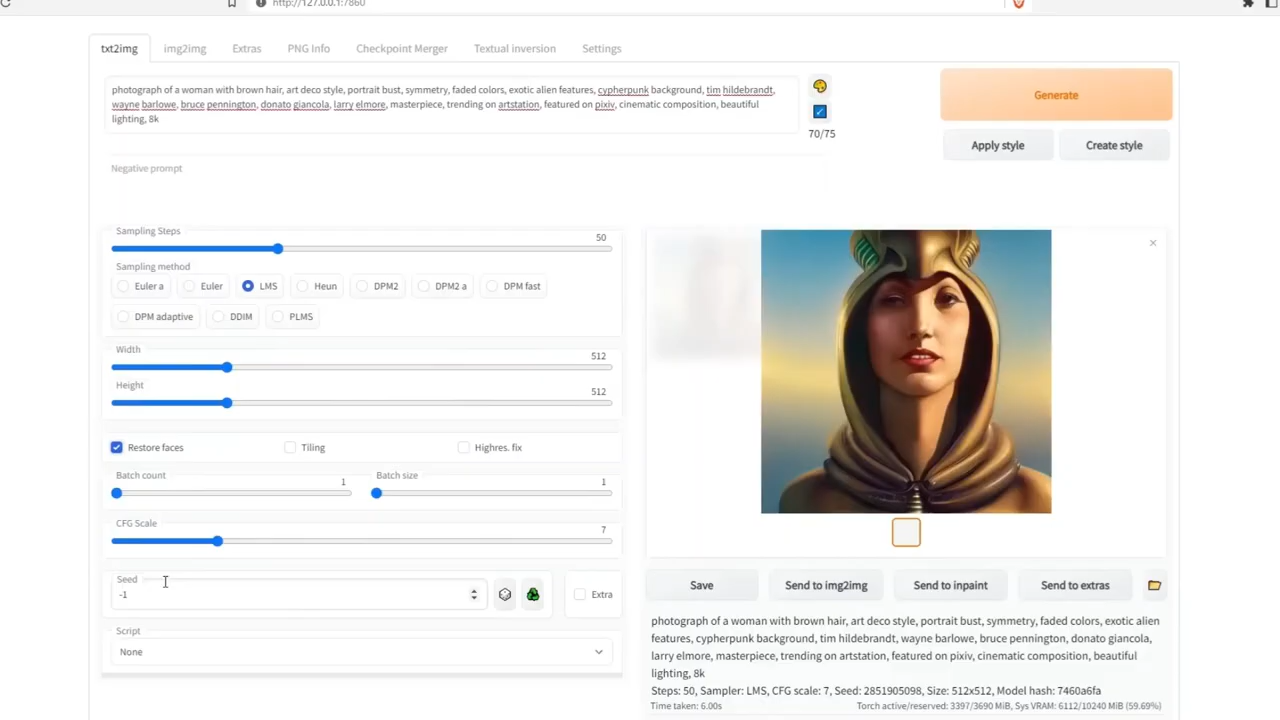 http://127.0.0.1:7860
txt2img img2img Extras PNG Info Checkpoint Merger Textual inversion Settings
photograph of a woman with brown hair, art deco style, portrait bust, symmetry, faded colors, exotic alien features, cypherpunk background, tim hildebrandt,
wayne barlowe, bruce pennington, donato giancola, larry elmore, masterpiece, trending on artstation, featured on pixiv, cinematic composition, beautiful
lighting, 8k
70/75
Generate
Apply style Create style
Negative prompt
Sampling Steps
50
Sampling method
Euler a Euler LMS Heun DPM2 DPM2 a DPM fast
DPM adaptive DDIM PLMS
Width
512
Height
512
Restore faces Tiling Highres. fix
Batch count Batch size
1 1
CFG Scale
7
Seed
-1
Extra
Script
None
×
Save Send to img2img Send to inpaint Send to extras
photograph of a woman with brown hair, art deco style, portrait bust, symmetry, faded colors, exotic alien
features, cypherpunk background, tim hildebrandt, wayne barlowe, bruce pennington, donato giancola,
larry elmore, masterpiece, trending on artstation, featured on pixiv, cinematic composition, beautiful
lighting, 8k
Steps: 50, Sampler: LMS, CFG scale: 7, Seed: 2851905098, Size: 512x512, Model hash: 7460a6fa
Time taken: 6.00s Torch active/reserved: 3397/3690 MiB, Sys VRAM: 6112/10240 MiB (59.69%)